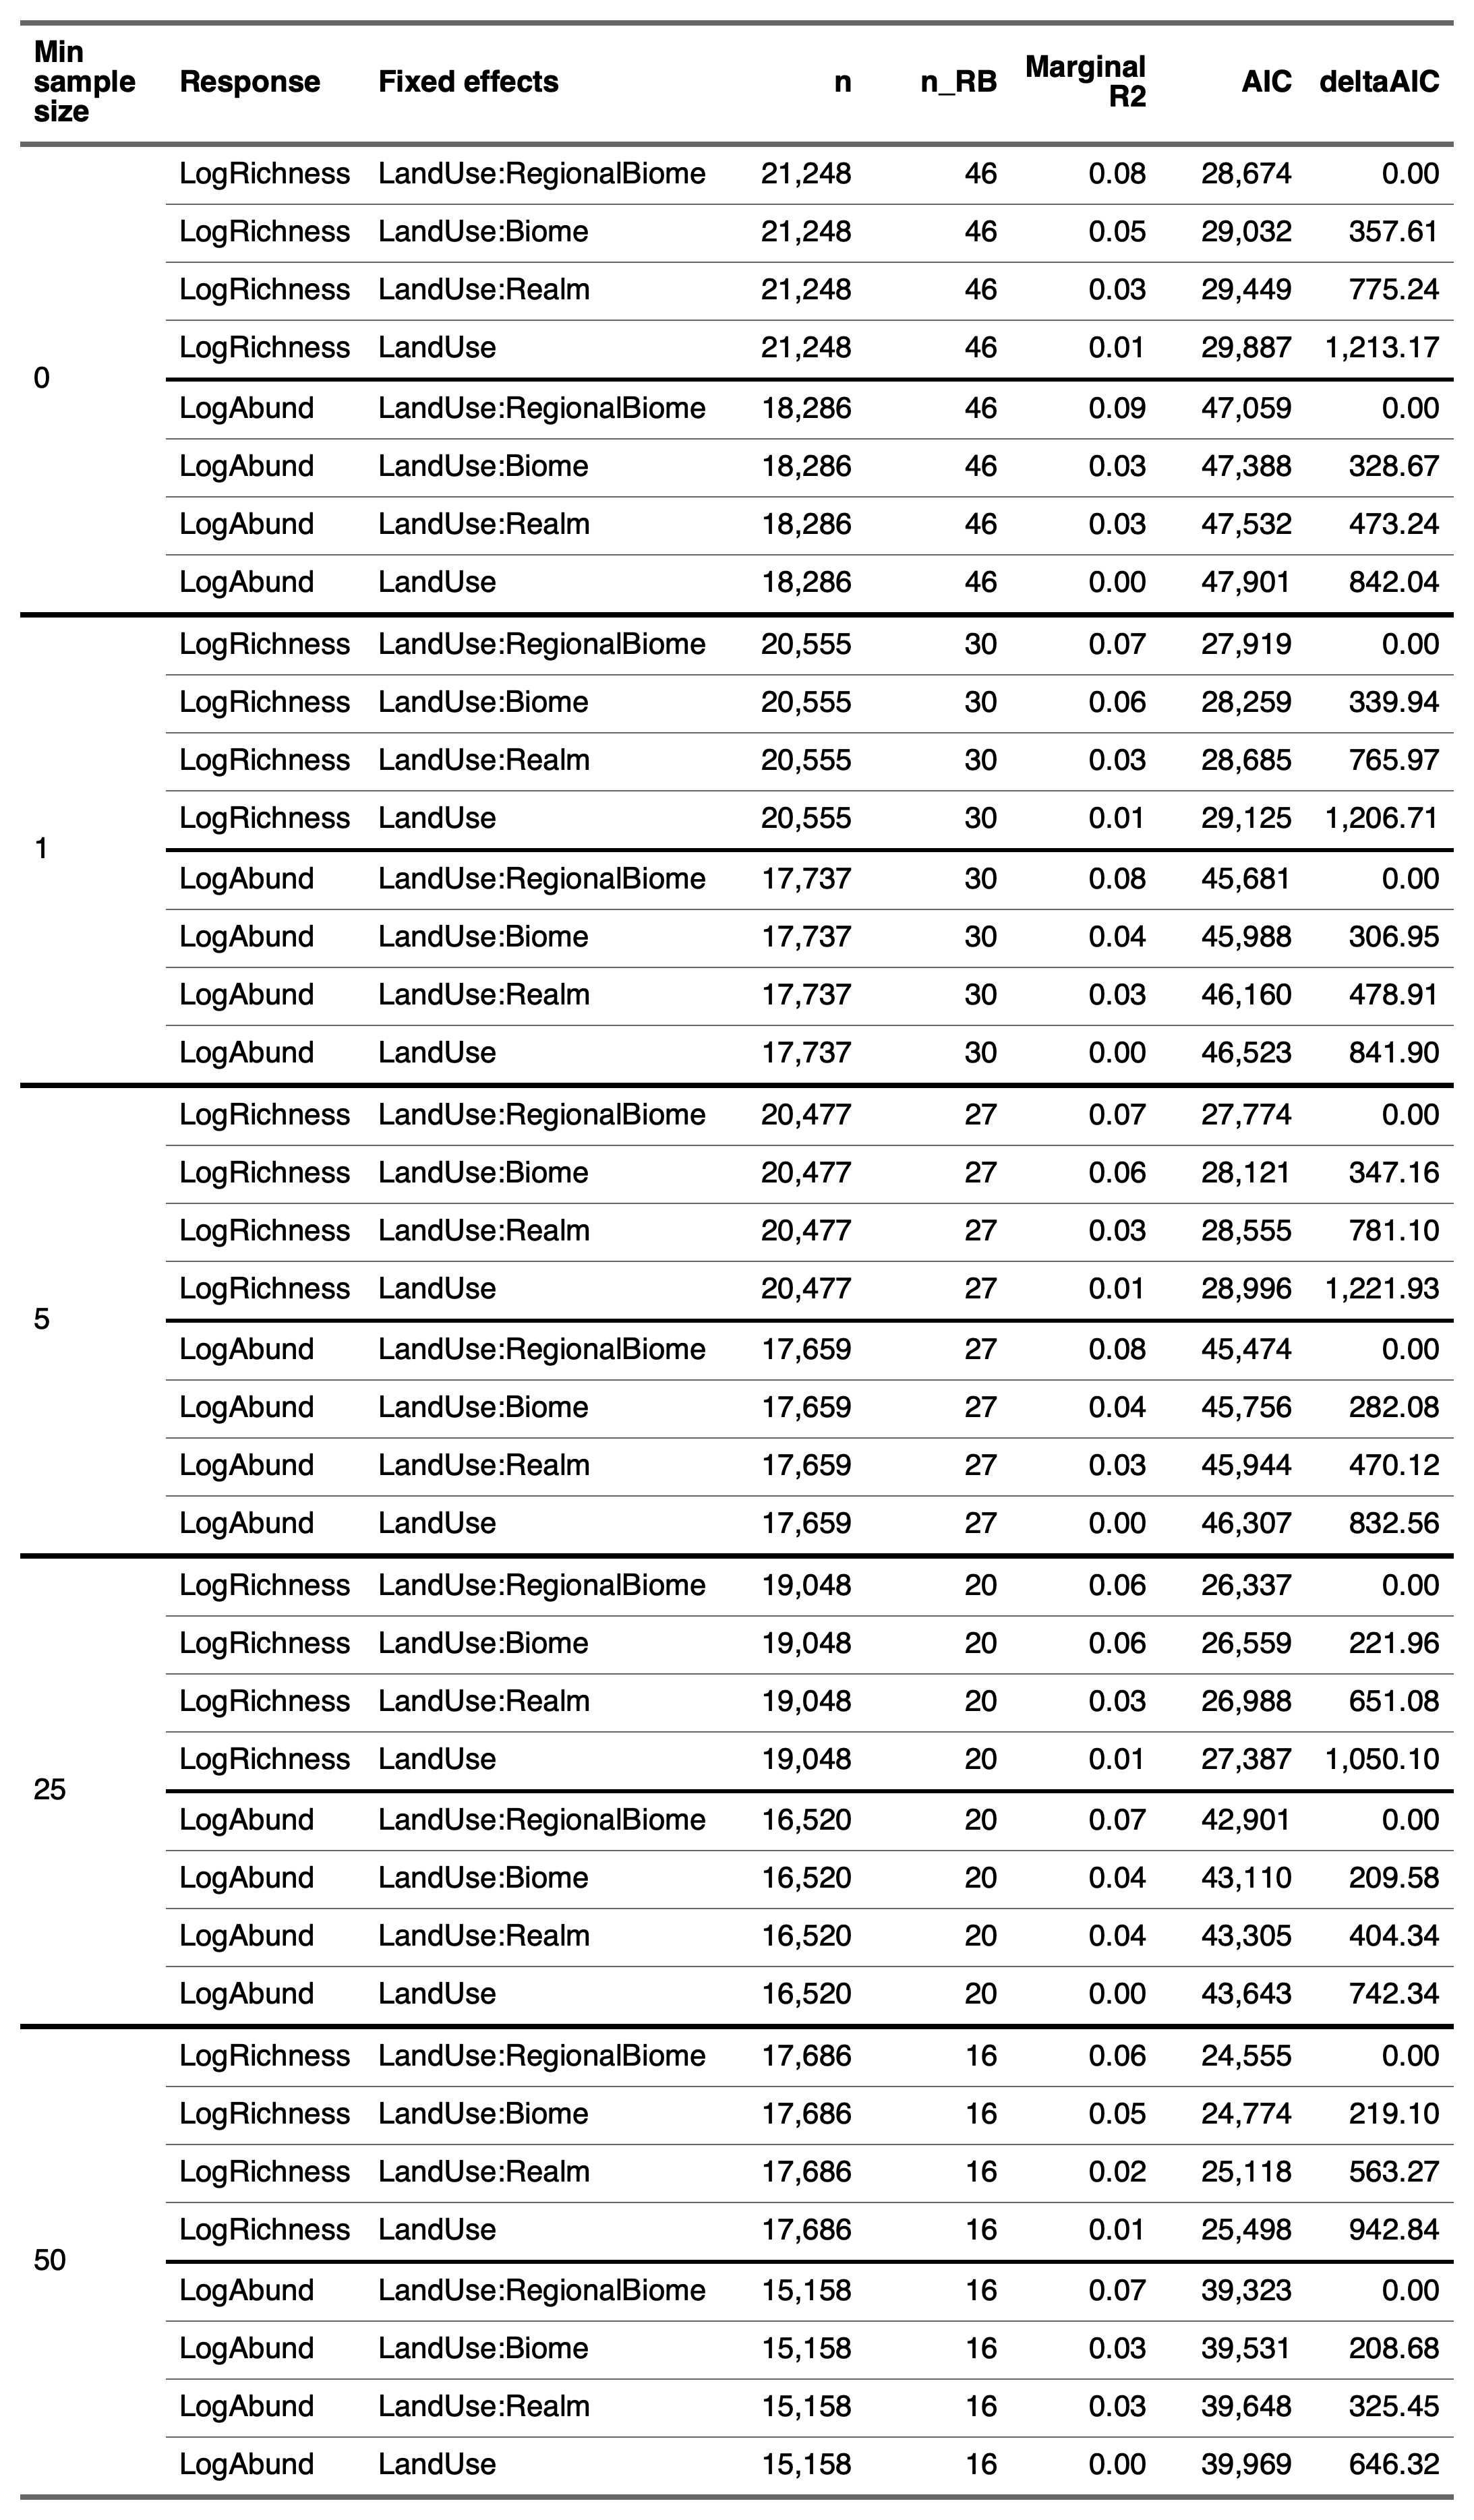 Min sample size Response Fixed effects n n_RB Marginal R2 AIC deltaAIC
0
LogRichness LandUse:RegionalBiome 21,248 46 0.08 28,674 0.00
LogRichness LandUse:Biome 21,248 46 0.05 29,032 357.61
LogRichness LandUse:Realm 21,248 46 0.03 29,449 775.24
LogRichness LandUse 21,248 46 0.01 29,887 1,213.17
LogAbund LandUse:RegionalBiome 18,286 46 0.09 47,059 0.00
LogAbund LandUse:Biome 18,286 46 0.03 47,388 328.67
LogAbund LandUse:Realm 18,286 46 0.03 47,532 473.24
LogAbund LandUse 18,286 46 0.00 47,901 842.04
1
LogRichness LandUse:RegionalBiome 20,555 30 0.07 27,919 0.00
LogRichness LandUse:Biome 20,555 30 0.06 28,259 339.94
LogRichness LandUse:Realm 20,555 30 0.03 28,685 765.97
LogRichness LandUse 20,555 30 0.01 29,125 1,206.71
LogAbund LandUse:RegionalBiome 17,737 30 0.08 45,681 0.00
LogAbund LandUse:Biome 17,737 30 0.04 45,988 306.95
LogAbund LandUse:Realm 17,737 30 0.03 46,160 478.91
LogAbund LandUse 17,737 30 0.00 46,523 841.90
5
LogRichness LandUse:RegionalBiome 20,477 27 0.07 27,774 0.00
LogRichness LandUse:Biome 20,477 27 0.06 28,121 347.16
LogRichness LandUse:Realm 20,477 27 0.03 28,555 781.10
LogRichness LandUse 20,477 27 0.01 28,996 1,221.93
LogAbund LandUse:RegionalBiome 17,659 27 0.08 45,474 0.00
LogAbund LandUse:Biome 17,659 27 0.04 45,756 282.08
LogAbund LandUse:Realm 17,659 27 0.03 45,944 470.12
LogAbund LandUse 17,659 27 0.00 46,307 832.56
25
LogRichness LandUse:RegionalBiome 19,048 20 0.06 26,337 0.00
LogRichness LandUse:Biome 19,048 20 0.06 26,559 221.96
LogRichness LandUse:Realm 19,048 20 0.03 26,988 651.08
LogRichness LandUse 19,048 20 0.01 27,387 1,050.10
LogAbund LandUse:RegionalBiome 16,520 20 0.07 42,901 0.00
LogAbund LandUse:Biome 16,520 20 0.04 43,110 209.58
LogAbund LandUse:Realm 16,520 20 0.04 43,305 404.34
LogAbund LandUse 16,520 20 0.00 43,643 742.34
50
LogRichness LandUse:RegionalBiome 17,686 16 0.06 24,555 0.00
LogRichness LandUse:Biome 17,686 16 0.05 24,774 219.10
LogRichness LandUse:Realm 17,686 16 0.02 25,118 563.27
LogRichness LandUse 17,686 16 0.01 25,498 942.84
LogAbund LandUse:RegionalBiome 15,158 16 0.07 39,323 0.00
LogAbund LandUse:Biome 15,158 16 0.03 39,531 208.68
LogAbund LandUse:Realm 15,158 16 0.03 39,648 325.45
LogAbund LandUse 15,158 16 0.00 39,969 646.32